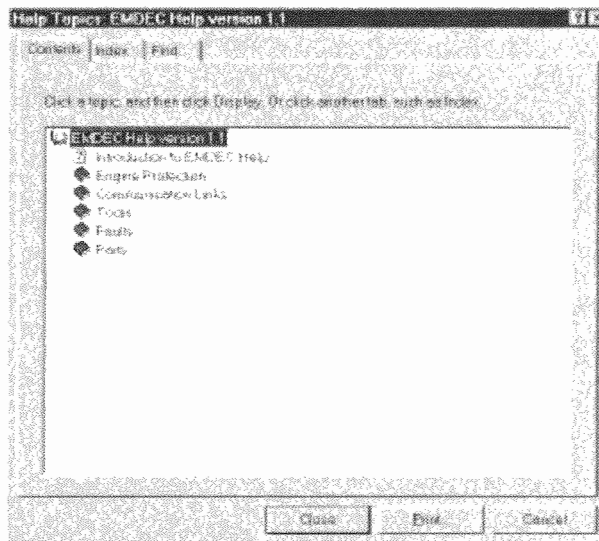 Help Topics: EMDEC Help version 1.1
Contents Index Find
Click a topic, and then click Display. Or click another tab, such as Index.
EMDEC Help version 1.1
Introduction to EMDEC Help
Engine Protection
Communication Links
Tools
Faults
Ports
Close Print... Cancel